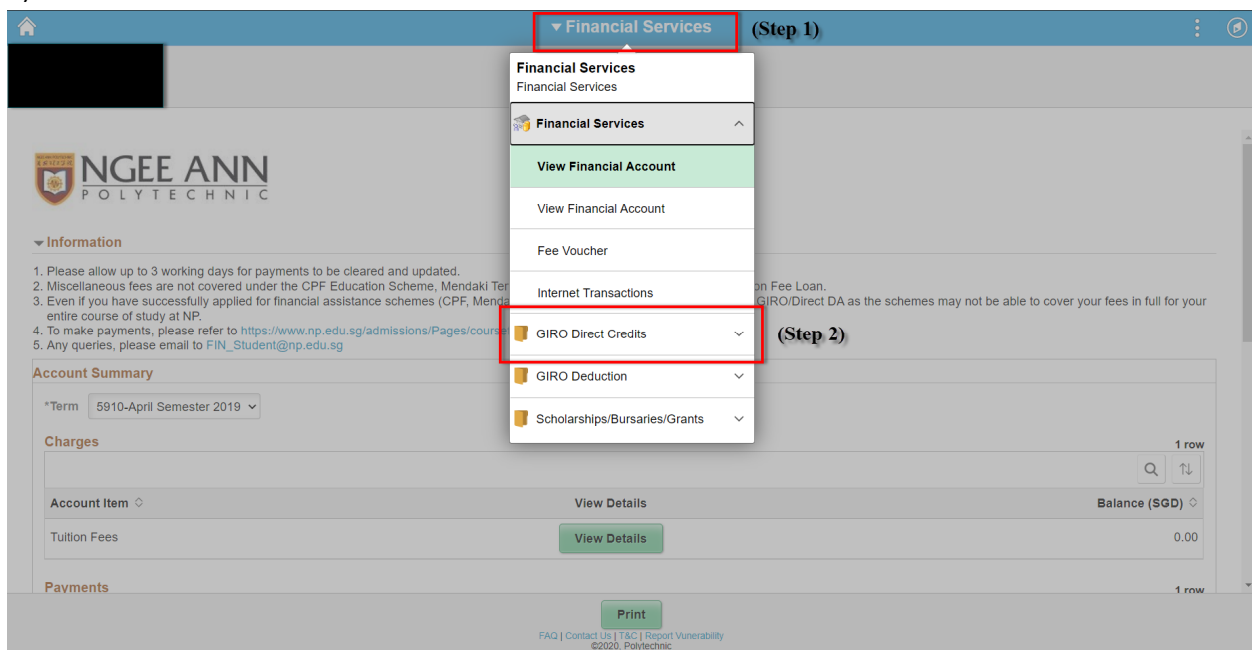 Financial Services (Step 1)
Financial Services
Financial Services
Financial Services
View Financial Account
View Financial Account
Fee Voucher
Internet Transactions
GIRO Direct Credits (Step 2)
GIRO Deduction
Scholarships/Bursaries/Grants
NGEE ANN
POLYTECHNIC
Information
1. Please allow up to 3 working days for payments to be cleared and updated.
2. Miscellaneous fees are not covered under the CPF Education Scheme, Mendaki Ter on Fee Loan.
3. Even if you have successfully applied for financial assistance schemes (CPF, Menda GIRO/Direct DA as the schemes may not be able to cover your fees in full for your
entire course of study at NP.
4. To make payments, please refer to https://www.np.edu.sg/admissions/Pages/course
5. Any queries, please email to FIN_Student@np.edu.sg
Account Summary
*Term 5910-April Semester 2019
Charges 1 row
Account Item View Details Balance (SGD)
Tuition Fees View Details 0.00
Payments 1 row
Print
FAQ | Contact Us | T&C | Report Vunerability
©2020. Polytechnic